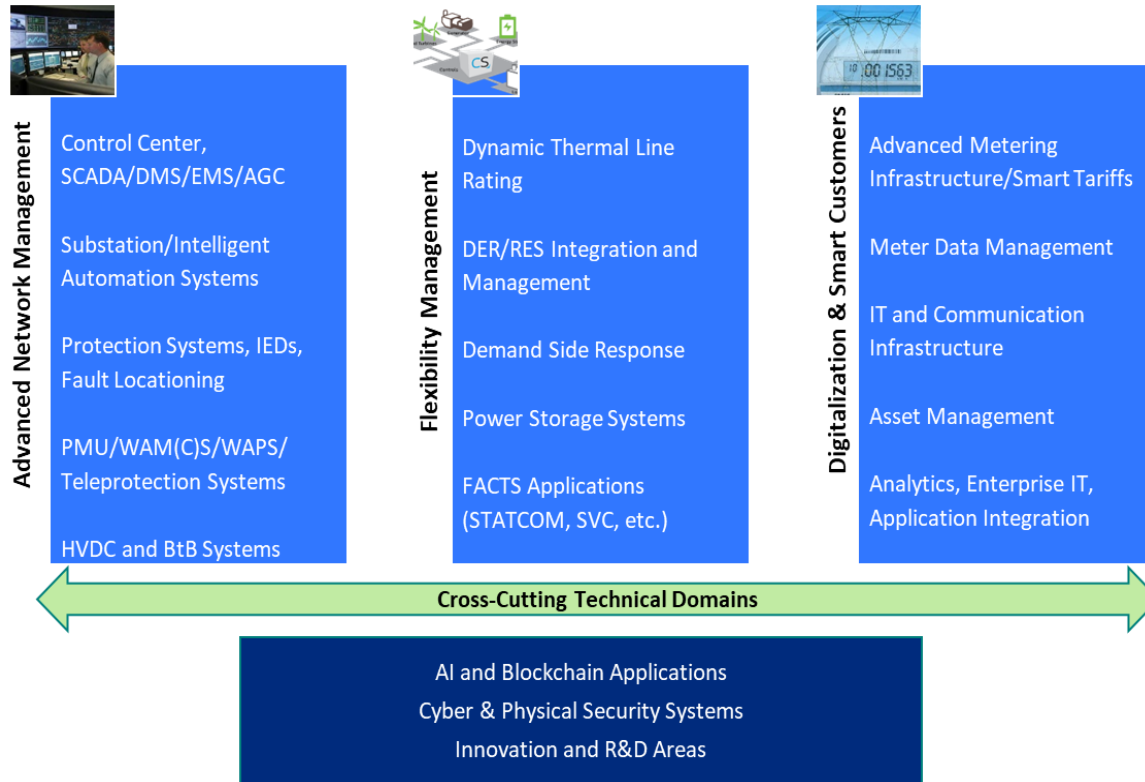 Advanced Network Management
Control Center,
SCADA/DMS/EMS/AGC
Substation/Intelligent
Automation Systems
Protection Systems, IEDs,
Fault Locationing
PMU/WAM(C)S/WAPS/
Teleprotection Systems
HVDC and BtB Systems
CS
Flexibility Management
Dynamic Thermal Line
Rating
DER/RES Integration and
Management
Demand Side Response
Power Storage Systems
FACTS Applications
(STATCOM, SVC, etc.)
10 001563
Digitalization & Smart Customers
Advanced Metering
Infrastructure/Smart Tariffs
Meter Data Management
IT and Communication
Infrastructure
Asset Management
Analytics, Enterprise IT,
Application Integration
Cross-Cutting Technical Domains
AI and Blockchain Applications
Cyber & Physical Security Systems
Innovation and R&D Areas